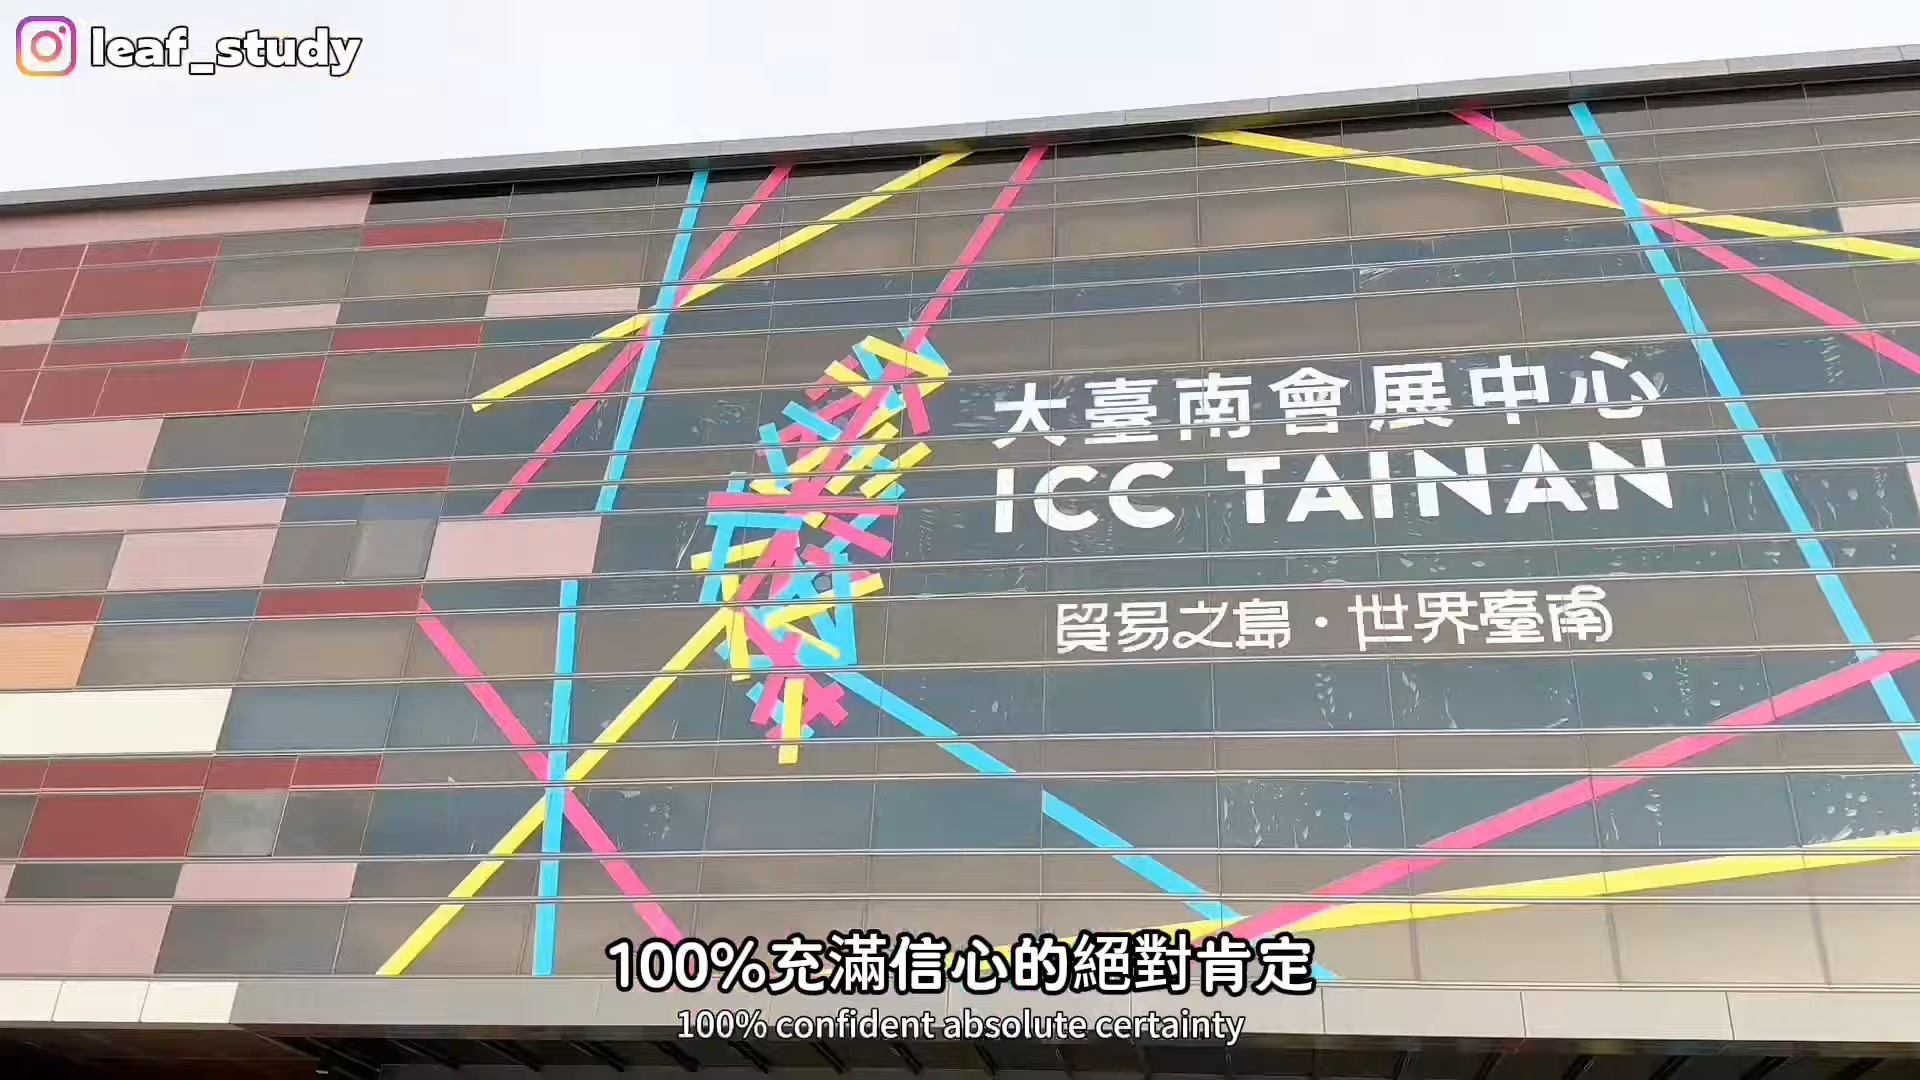 leaf_study
大臺南會展中心
ICC TAINAN
貿易之島・世界臺南
100%充滿信心的絕對肯定
100% confident absolute certainty